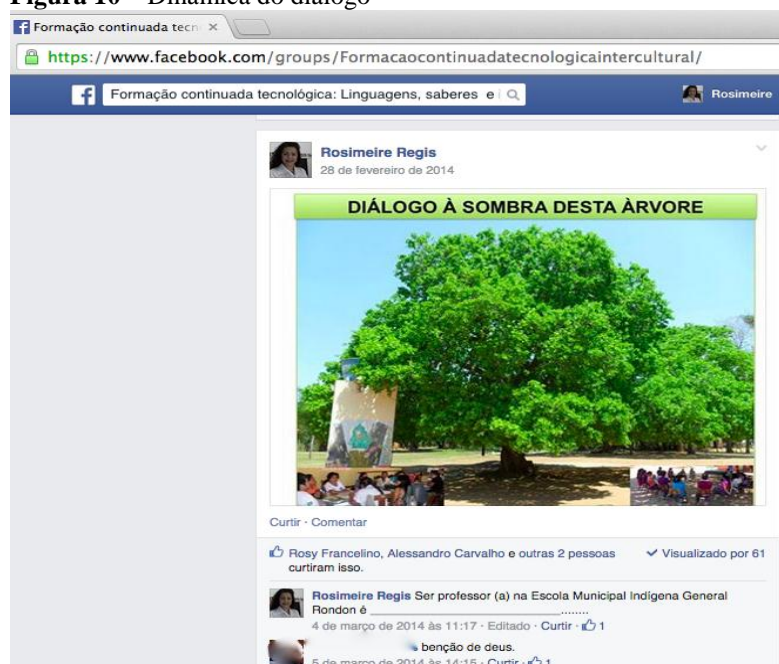 Figura 10 – Dinâmica do diálogo
Formação continuada tecn
https://www.facebook.com/groups/Formacaocontinuadatecnologicaintercultural/
Formação continuada tecnológica: Linguagens, saberes e
Rosimeire
Rosimeire Regis
28 de fevereiro de 2014
DIÁLOGO À SOMBRA DESTA ÀRVORE
Curtir · Comentar
Rosy Francelino, Alessandro Carvalho e outras 2 pessoas curtiram isso.
Visualizado por 61
Rosimeire Regis Ser professor (a) na Escola Municipal Indígena General
Rondon é ______________________________........
4 de março de 2014 às 11:17 · Editado · Curtir · 1
benção de deus.
5 de março de 2014 às 14:15 · Curtir · 1